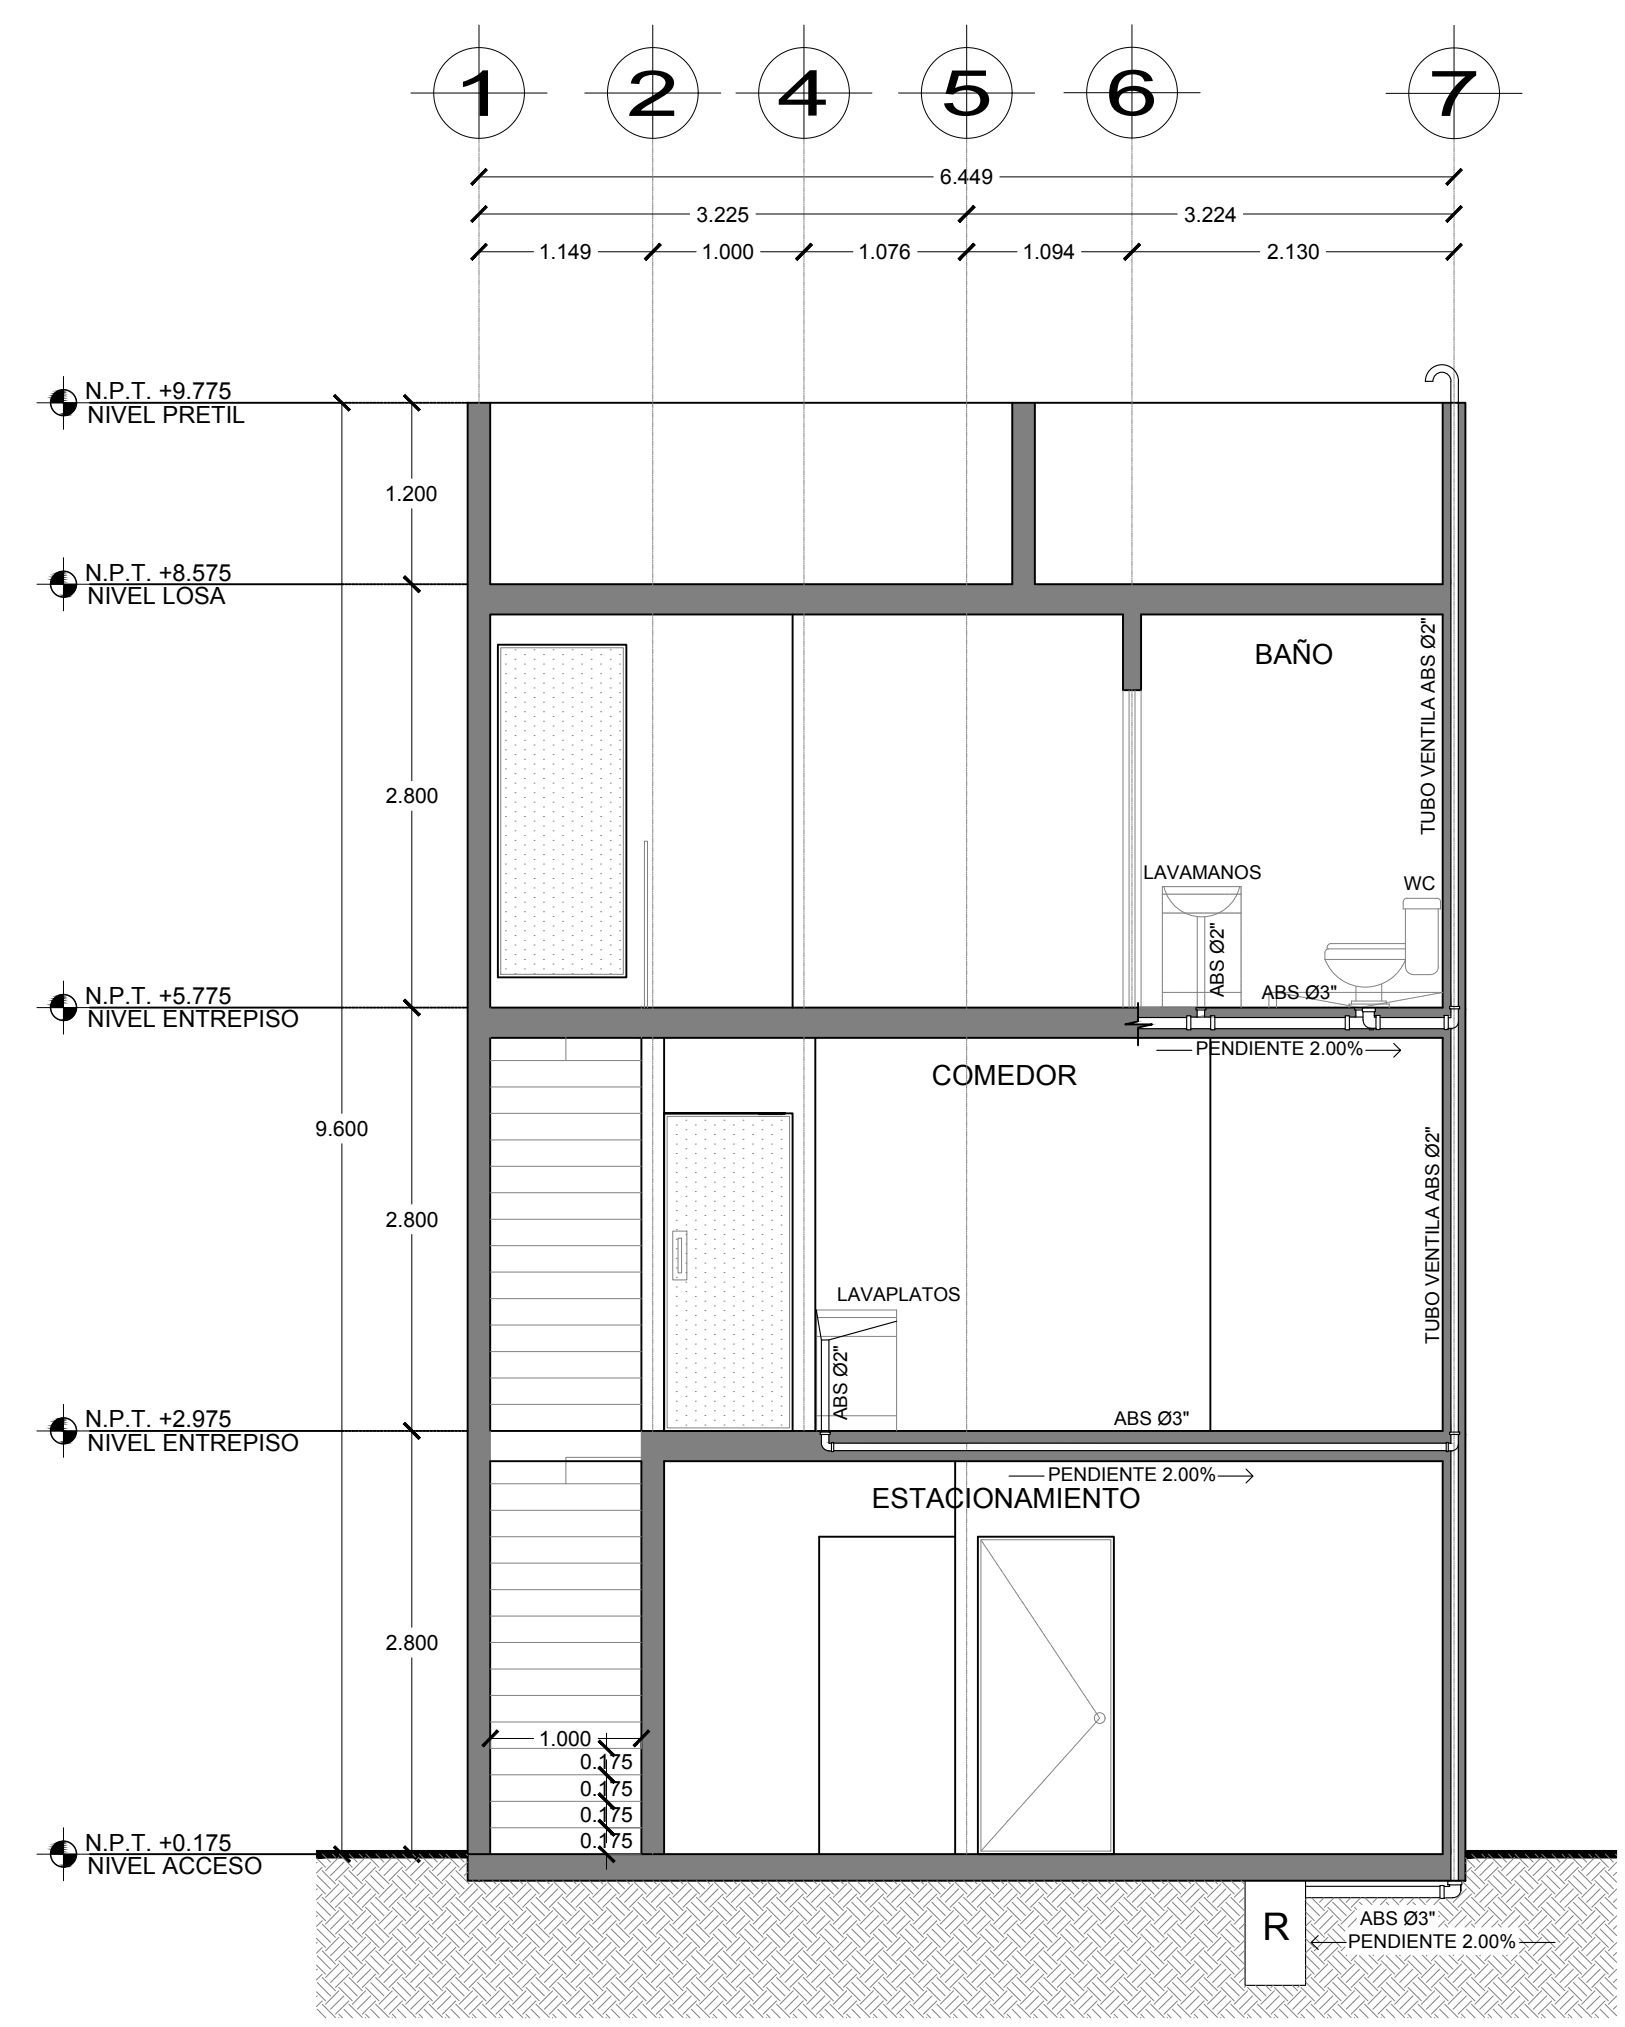 1 2 4 5 6 7
6.449
3.225 3.224
1.149 1.000 1.076 1.094 2.130
N.P.T. +9.775
NIVEL PRETIL
1.200
N.P.T. +8.575
NIVEL LOSA
BAÑO
TUBO VENTILA ABS Ø2"
2.800
LAVAMANOS
WC
ABS Ø2"
ABS Ø3"
N.P.T. +5.775
NIVEL ENTREPISO
PENDIENTE 2.00%
COMEDOR
9.600
TUBO VENTILA ABS Ø2"
2.800
LAVAPLATOS
ABS Ø2"
ABS Ø3"
N.P.T. +2.975
NIVEL ENTREPISO
PENDIENTE 2.00%
ESTACIONAMIENTO
2.800
1.000
0.175
0.175
0.175
0.175
N.P.T. +0.175
NIVEL ACCESO
R
ABS Ø3"
PENDIENTE 2.00%